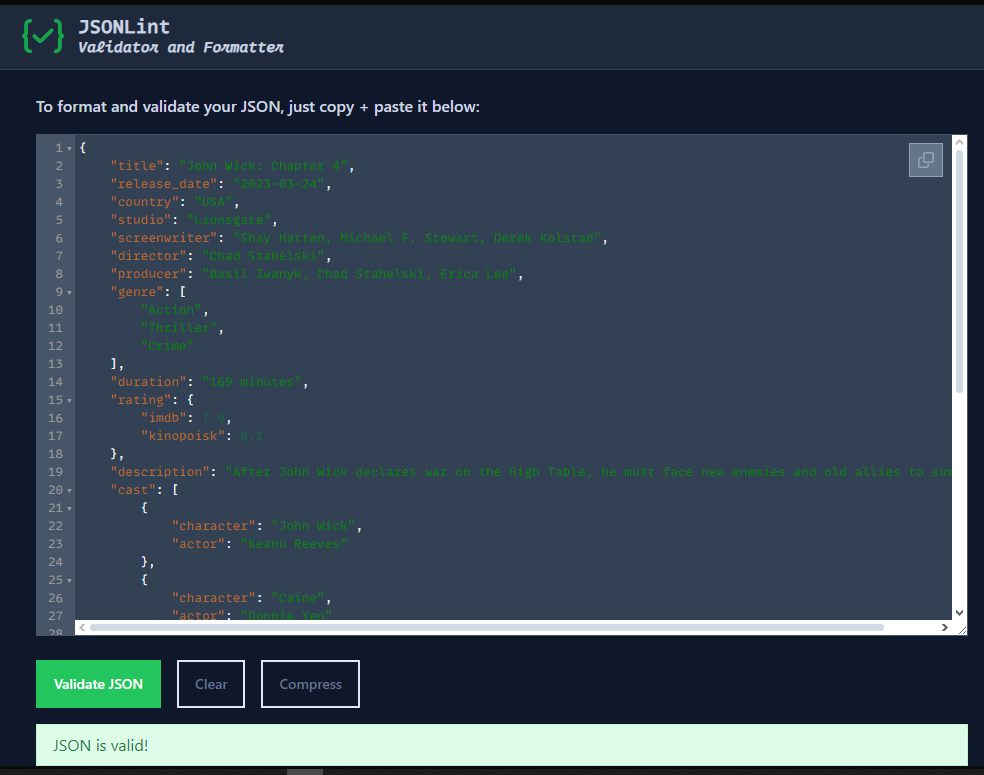 JSONLint
Validator and Formatter
To format and validate your JSON, just copy + paste it below:
1 {
2 "title": "John Wick: Chapter 4",
3 "release_date": "2023-03-24",
4 "country": "USA",
5 "studio": "Lionsgate",
6 "screenwriter": "Shay Hatten, Michael F. Stewart, Derek Kolstad",
7 "director": "Chad Stahelski",
8 "producer": "Basil Iwanyk, Chad Stahelski, Erica Lee",
9 "genre": [
10 "Action",
11 "Thriller",
12 "Crime"
13 ],
14 "duration": "169 minutes",
15 "rating": {
16 "imdb": 7.9,
17 "kinopoisk": 8.1
18 },
19 "description": "After John Wick declares war on the High Table, he must face new enemies and old allies to sur
20 "cast": [
21 {
22 "character": "John Wick",
23 "actor": "Keanu Reeves"
24 },
25 {
26 "character": "Caine",
27 "actor": "Donnie Yen"
28
Validate JSON Clear Compress
JSON is valid!